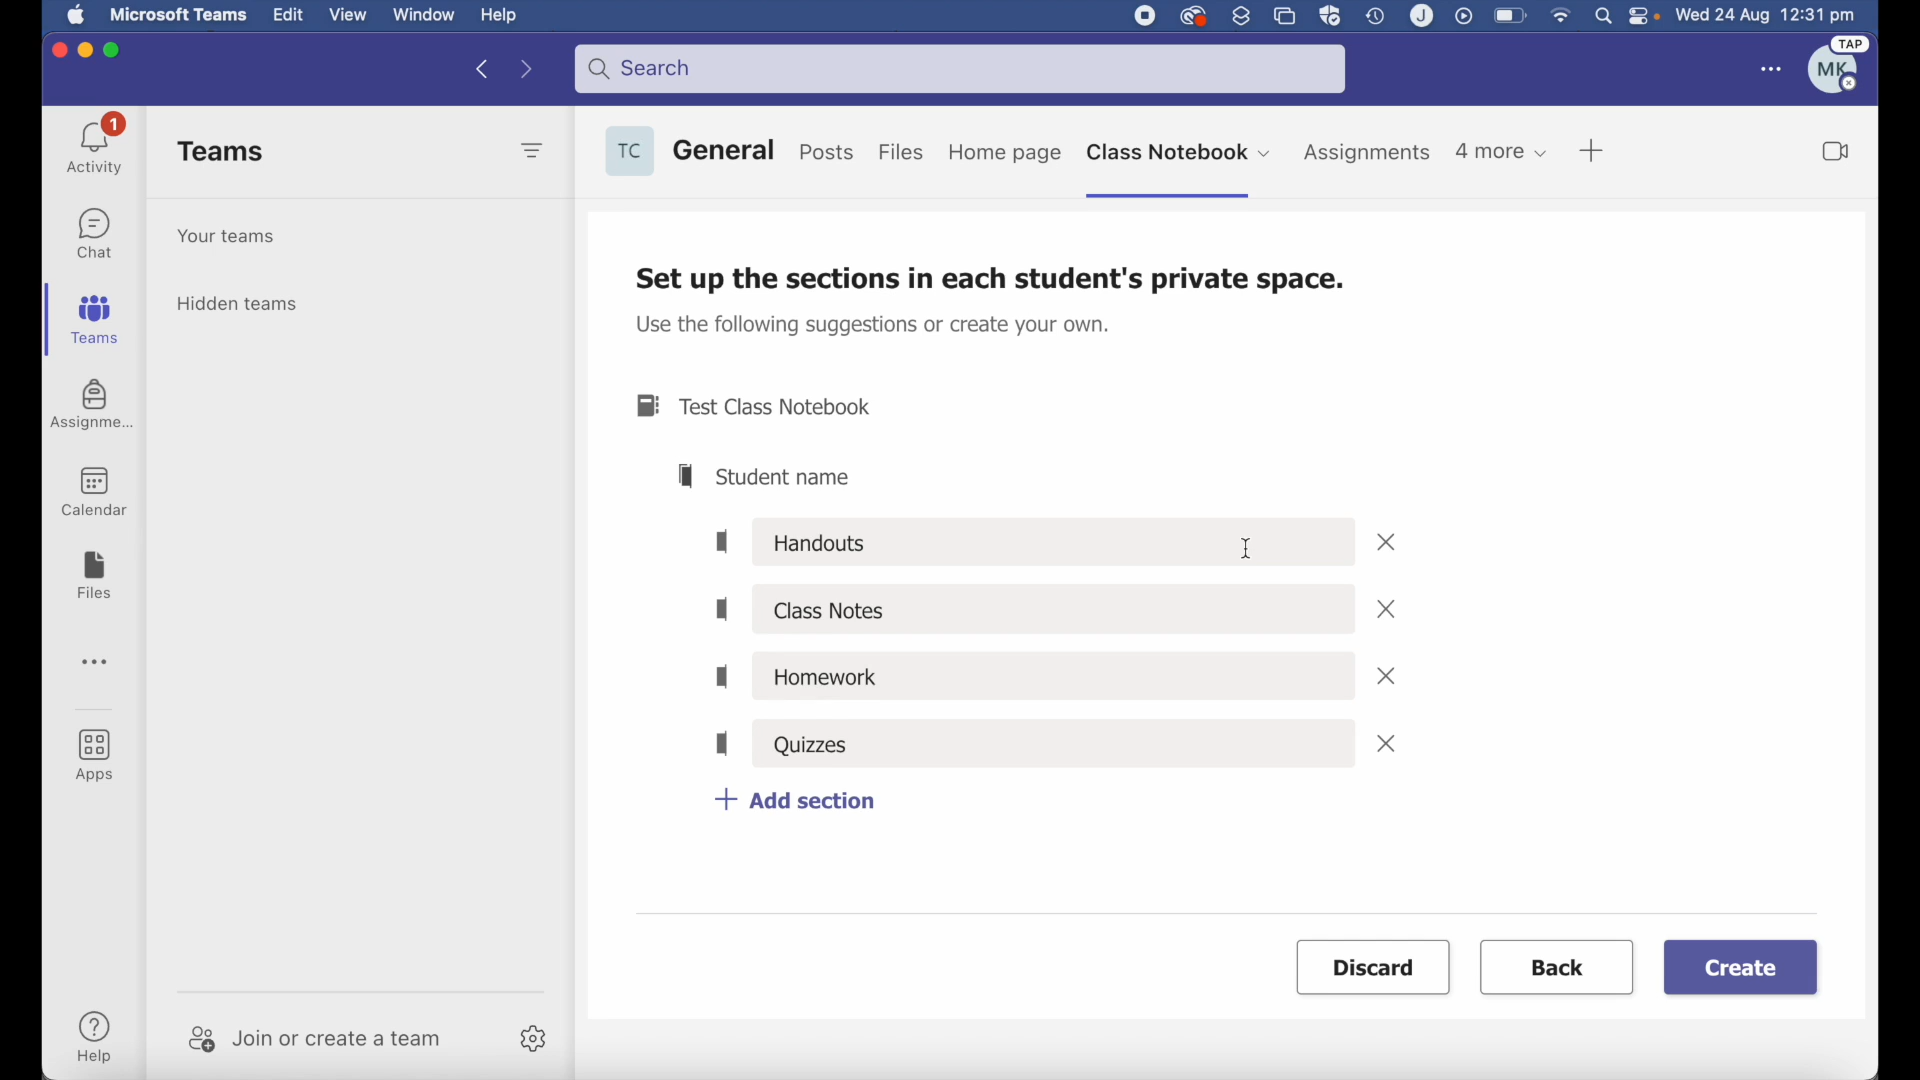 Microsoft Teams Edit View Window Help
J Wed 24 Aug 12:31 pm
Search
TAP
MK
1
Activity
Chat
Teams
Assignme...
Calendar
Files
Apps
Help
Teams
Your teams
Hidden teams
Join or create a team
TC General Posts Files Home page Class Notebook Assignments 4 more
Set up the sections in each student's private space.
Use the following suggestions or create your own.
Test Class Notebook
Student name
Handouts
Class Notes
Homework
Quizzes
Add section
Discard Back Create